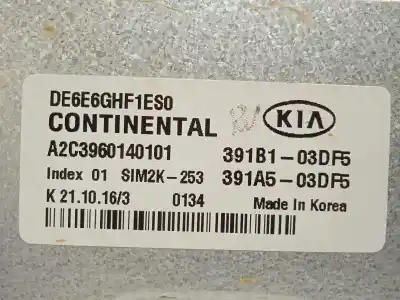 DE6E6GHF1ES0
CONTINENTAL KIA
A2C3960140101 391B1-03DF5
Index 01 SIM2K-253 391A5-03DF5
K 21.10.16/3 0134 Made in Korea